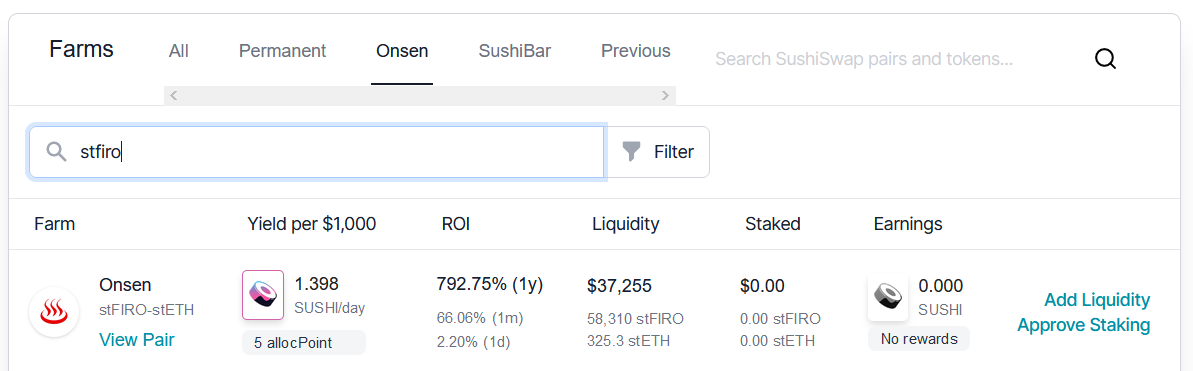 Farms All Permanent Onsen SushiBar Previous Search SushiSwap pairs and tokens...
stfiro Filter
Farm Yield per $1,000 ROI Liquidity Staked Earnings
Onsen 1.398 792.75% (1y) $37,255 $0.00 0.000
stFIRO-stETH SUSHI/day 66.06% (1m) 58,310 stFIRO 0.00 stFIRO SUSHI Add Liquidity
View Pair 5 allocPoint 2.20% (1d) 325.3 stETH 0.00 stETH No rewards Approve Staking